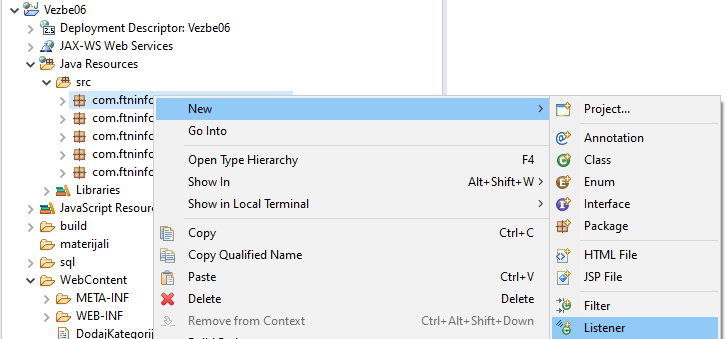 Vezbe06
Deployment Descriptor: Vezbe06
JAX-WS Web Services
Java Resources
src
com.ftninfo
com.ftninfo
com.ftninfo
com.ftninfo
com.ftninfo
Libraries
JavaScript Resour
build
materijali
sql
WebContent
META-INF
WEB-INF
DodajKategorij
New
Go Into
Open Type Hierarchy F4
Show In Alt+Shift+W
Show in Local Terminal
Copy Ctrl+C
Copy Qualified Name
Paste Ctrl+V
Delete Delete
Remove from Context Ctrl+Alt+Shift+Down
Project...
Annotation
Class
Enum
Interface
Package
HTML File
JSP File
Filter
Listener